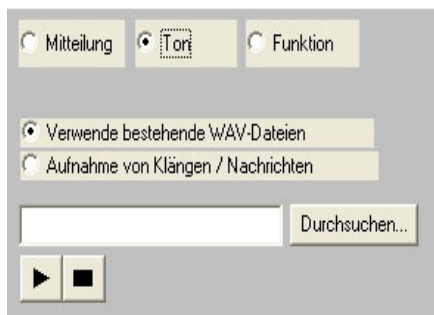 Mitteilung Ton Funktion
Verwende bestehende WAV-Dateien
Aufnahme von Klängen / Nachrichten
Durchsuchen...